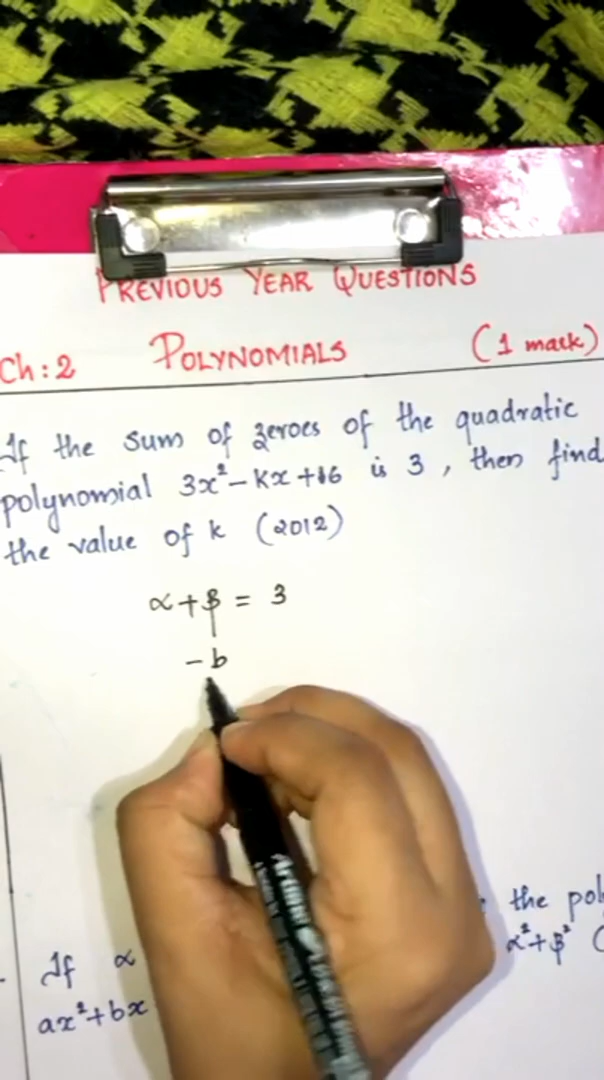 PREVIOUS YEAR QUESTIONS
Ch:2 POLYNOMIALS (1 mark)
If the sum of zeroes of the quadratic
polynomial 3x² - kx + 16 is 3, then find
the value of k (2012)
α + β = 3
- b
the pol
If α
α² + β² (
ax² + bx